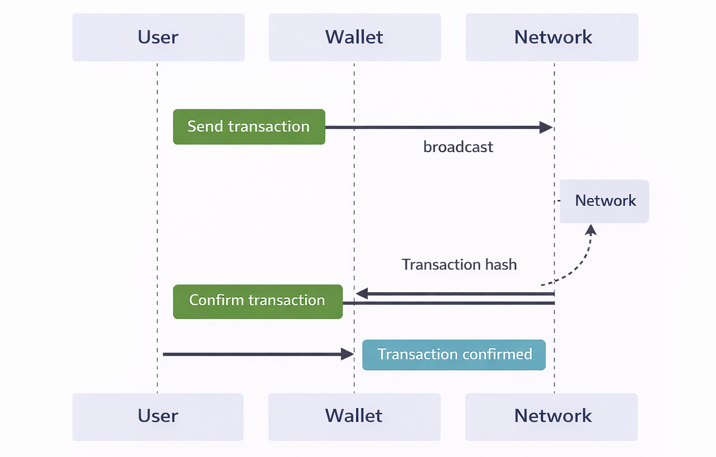 User
Wallet
Network
Send transaction
broadcast
Network
Transaction hash
Confirm transaction
Transaction confirmed
User
Wallet
Network